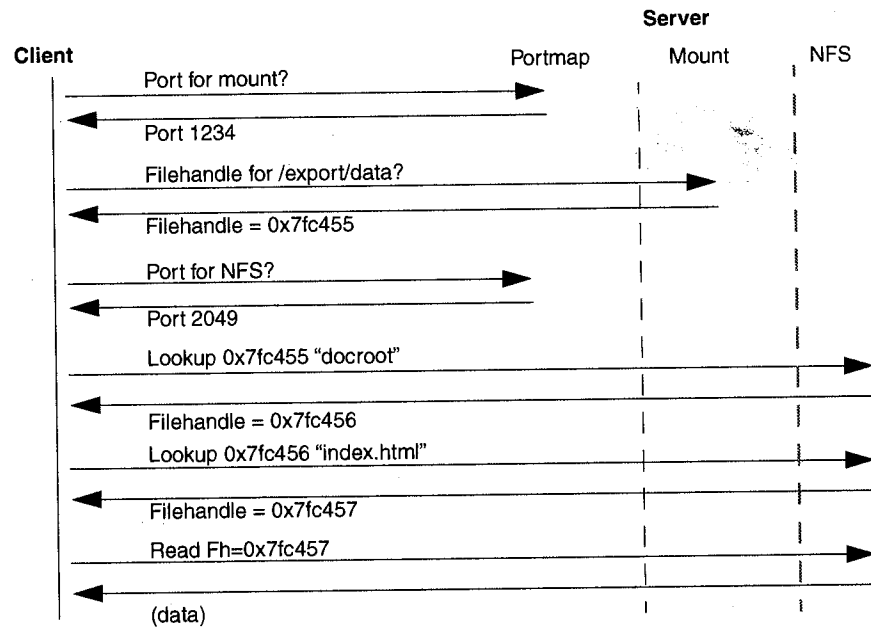 Server
Client
Portmap
Mount
NFS
Port for mount?
Port 1234
Filehandle for /export/data?
Filehandle = 0x7fc455
Port for NFS?
Port 2049
Lookup 0x7fc455 “docroot”
Filehandle = 0x7fc456
Lookup 0x7fc456 “index.html”
Filehandle = 0x7fc457
Read Fh=0x7fc457
(data)